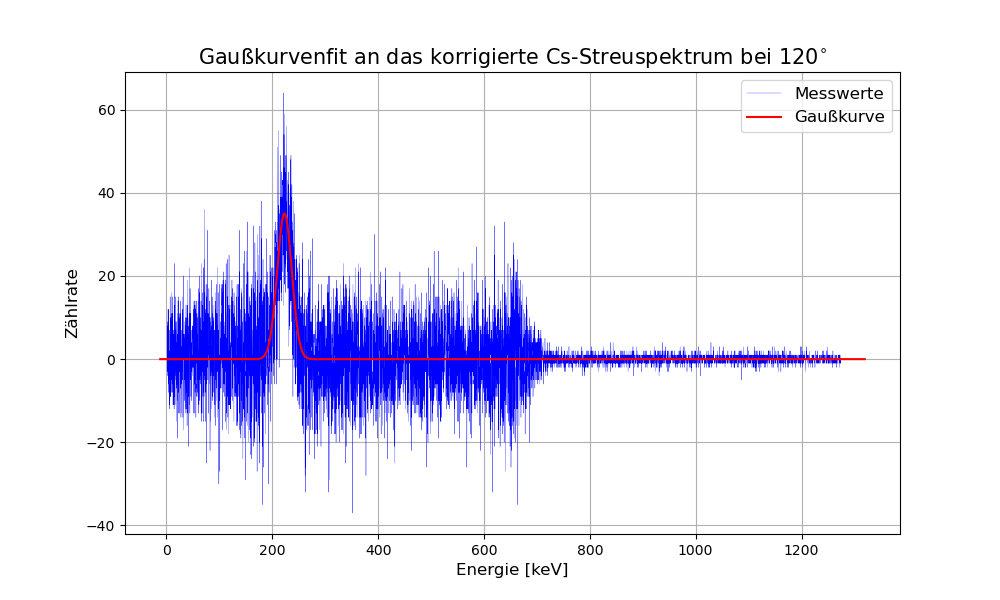 Gaußkurvenfit an das korrigierte Cs-Streuspektrum bei 120°
Messwerte
Gaußkurve
Zählrate
60
40
20
0
−20
−40
0 200 400 600 800 1000 1200
Energie [keV]